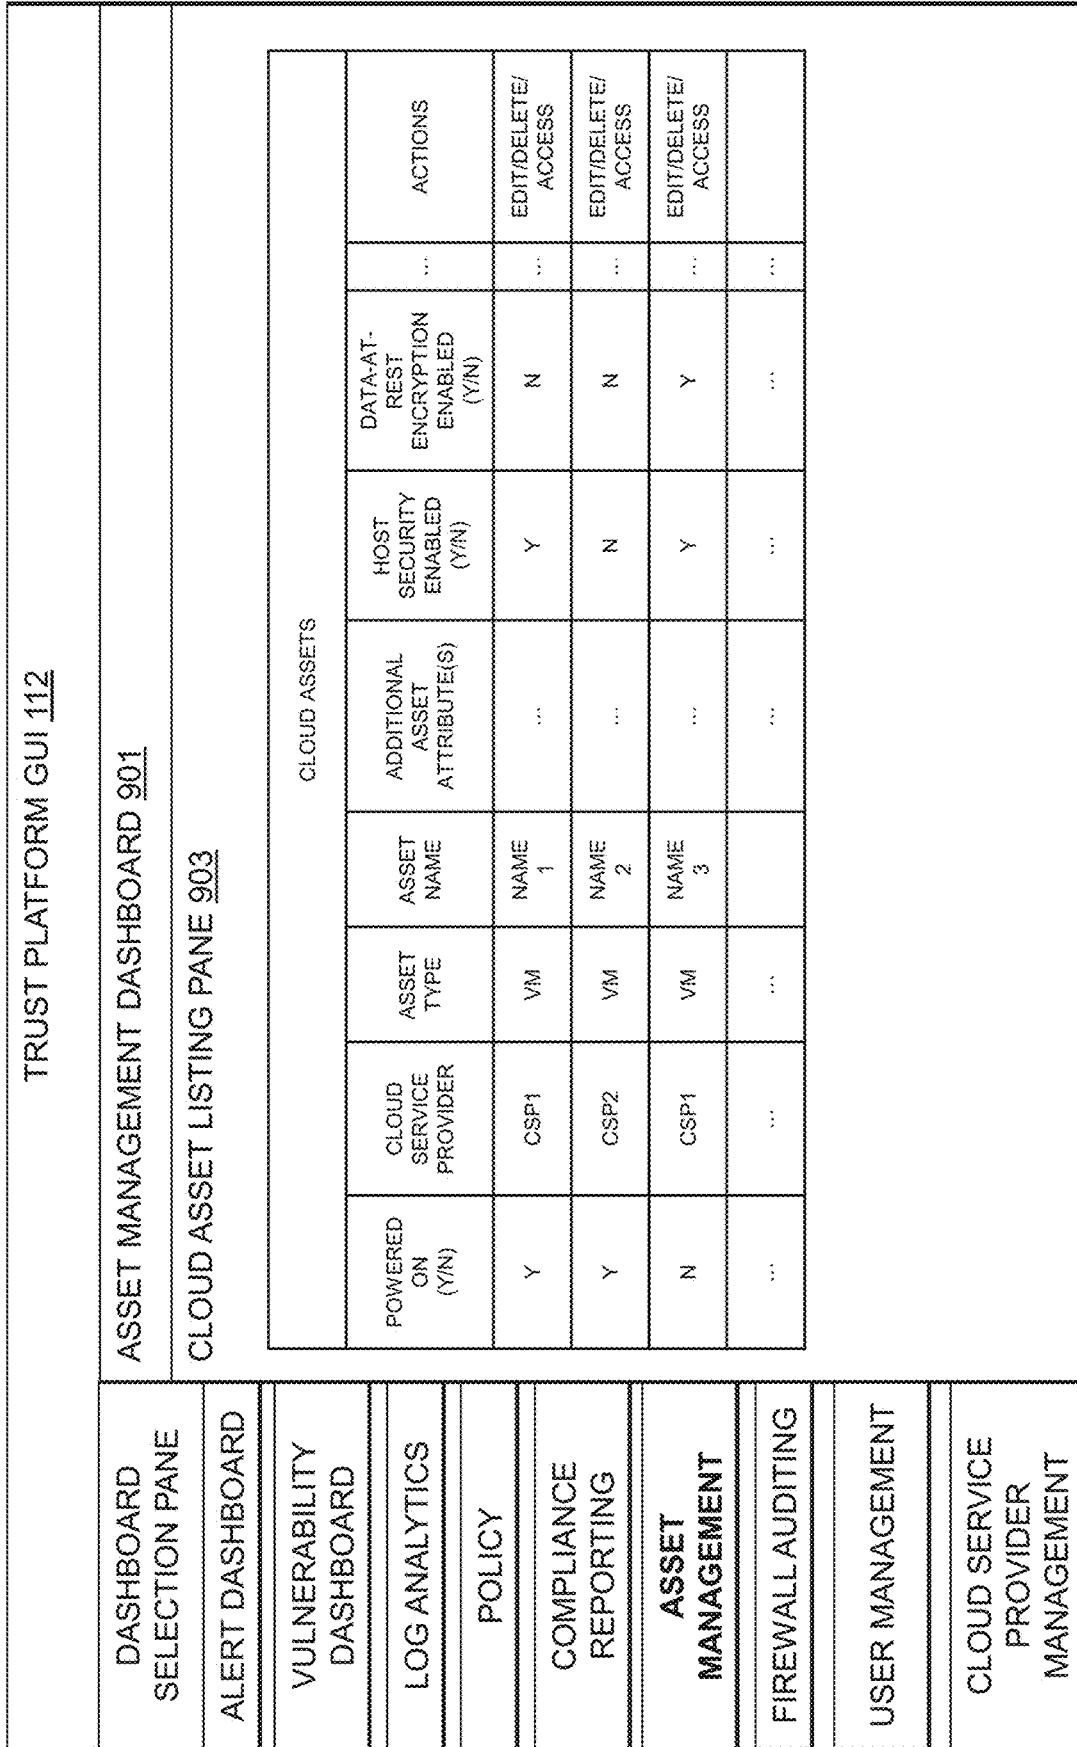 TRUST PLATFORM GUI 112
DASHBOARD
SELECTION PANE
ALERT DASHBOARD
VULNERABILITY
DASHBOARD
LOG ANALYTICS
POLICY
COMPLIANCE
REPORTING
ASSET
MANAGEMENT
FIREWALL AUDITING
USER MANAGEMENT
CLOUD SERVICE
PROVIDER
MANAGEMENT
ASSET MANAGEMENT DASHBOARD 901
CLOUD ASSET LISTING PANE 903
CLOUD ASSETS
POWERED
ON
(Y/N)
CLOUD
SERVICE
PROVIDER
ASSET
TYPE
ASSET
NAME
ADDITIONAL
ASSET
ATTRIBUTE(S)
HOST
SECURITY
ENABLED
(Y/N)
DATA-AT-
REST
ENCRYPTION
ENABLED
(Y/N)
...
ACTIONS
Y
CSP1
VM
NAME
1
...
Y
N
...
EDIT/DELETE/
ACCESS
Y
CSP2
VM
NAME
2
...
N
N
...
EDIT/DELETE/
ACCESS
N
CSP1
VM
NAME
3
...
Y
Y
...
EDIT/DELETE/
ACCESS
...
...
...
...
...
...
...